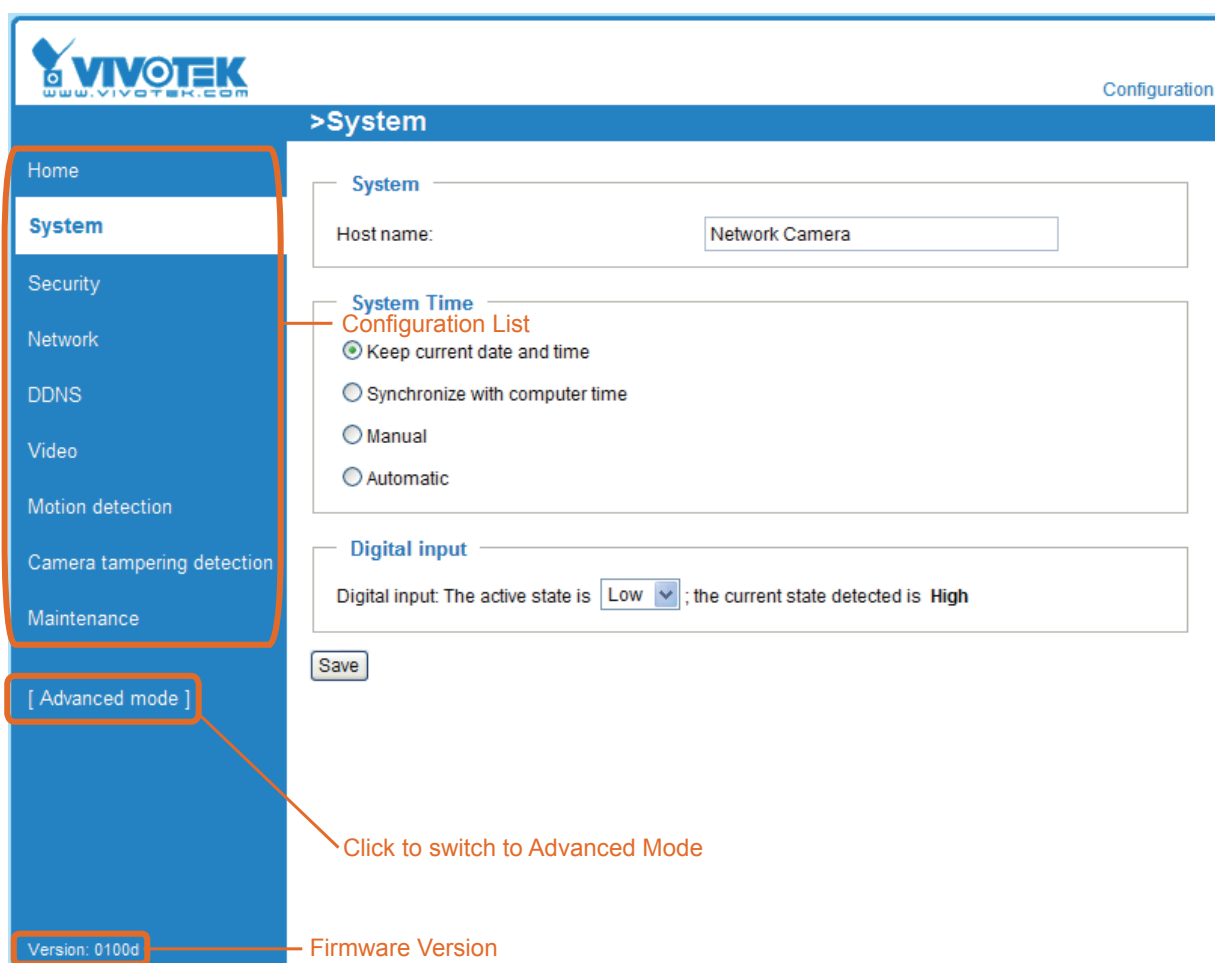 VIVOTEK
www.vivotek.com
Configuration
>System
Home
System
Security
Network
DDNS
Video
Motion detection
Camera tampering detection
Maintenance
[ Advanced mode ]
Version: 0100d
System
Host name: Network Camera
System Time
Configuration List
Keep current date and time
Synchronize with computer time
Manual
Automatic
Digital input
Digital input: The active state is Low ; the current state detected is High
Save
Click to switch to Advanced Mode
Firmware Version